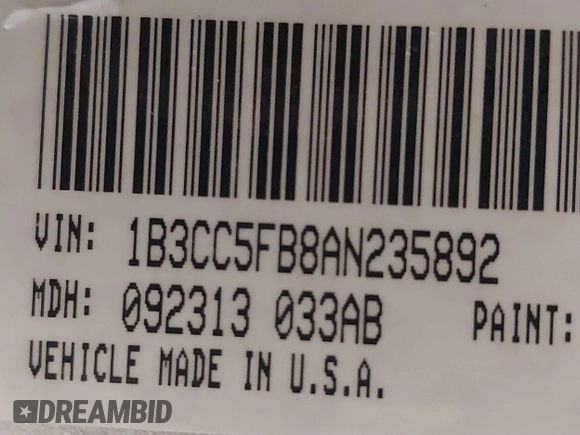 VIN: 1B3CC5FB8AN235892
MDH: 092313 033AB PAINT:
VEHICLE MADE IN U.S.A.
DREAMBID